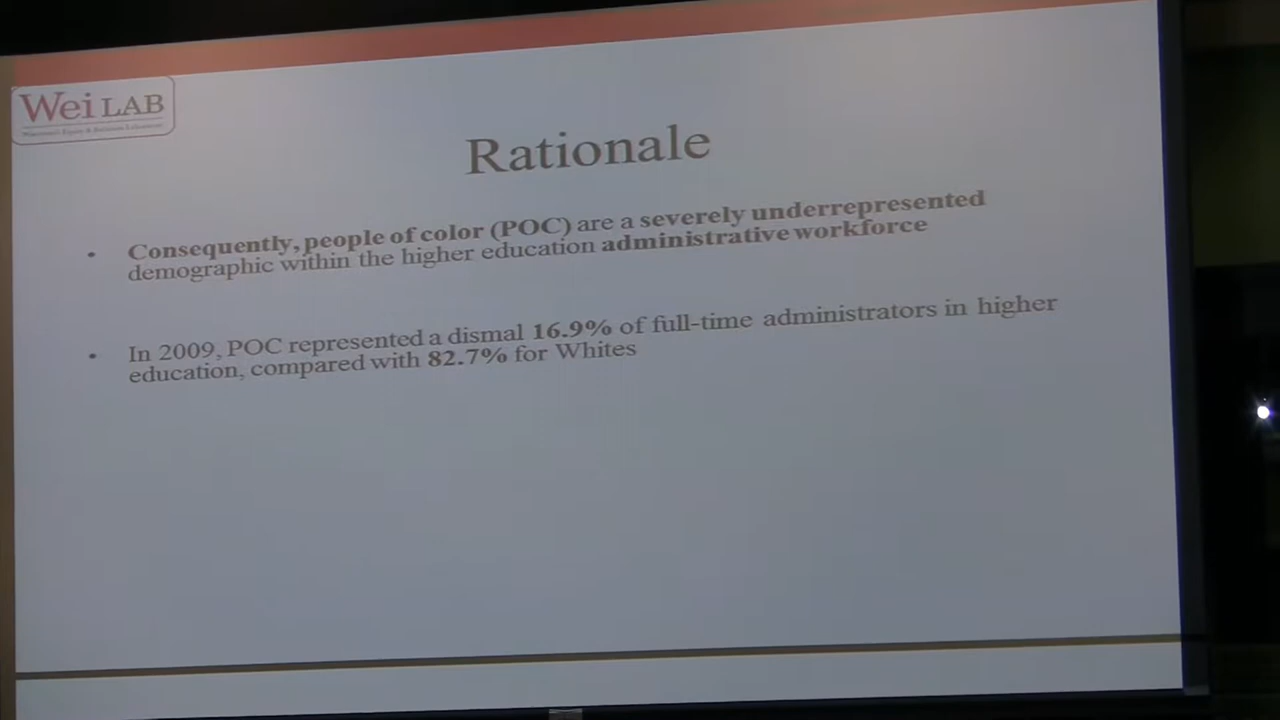 Wei LAB
Rationale
• Consequently, people of color (POC) are a severely underrepresented
demographic within the higher education administrative workforce
• In 2009, POC represented a dismal 16.9% of full-time administrators in higher
education, compared with 82.7% for Whites